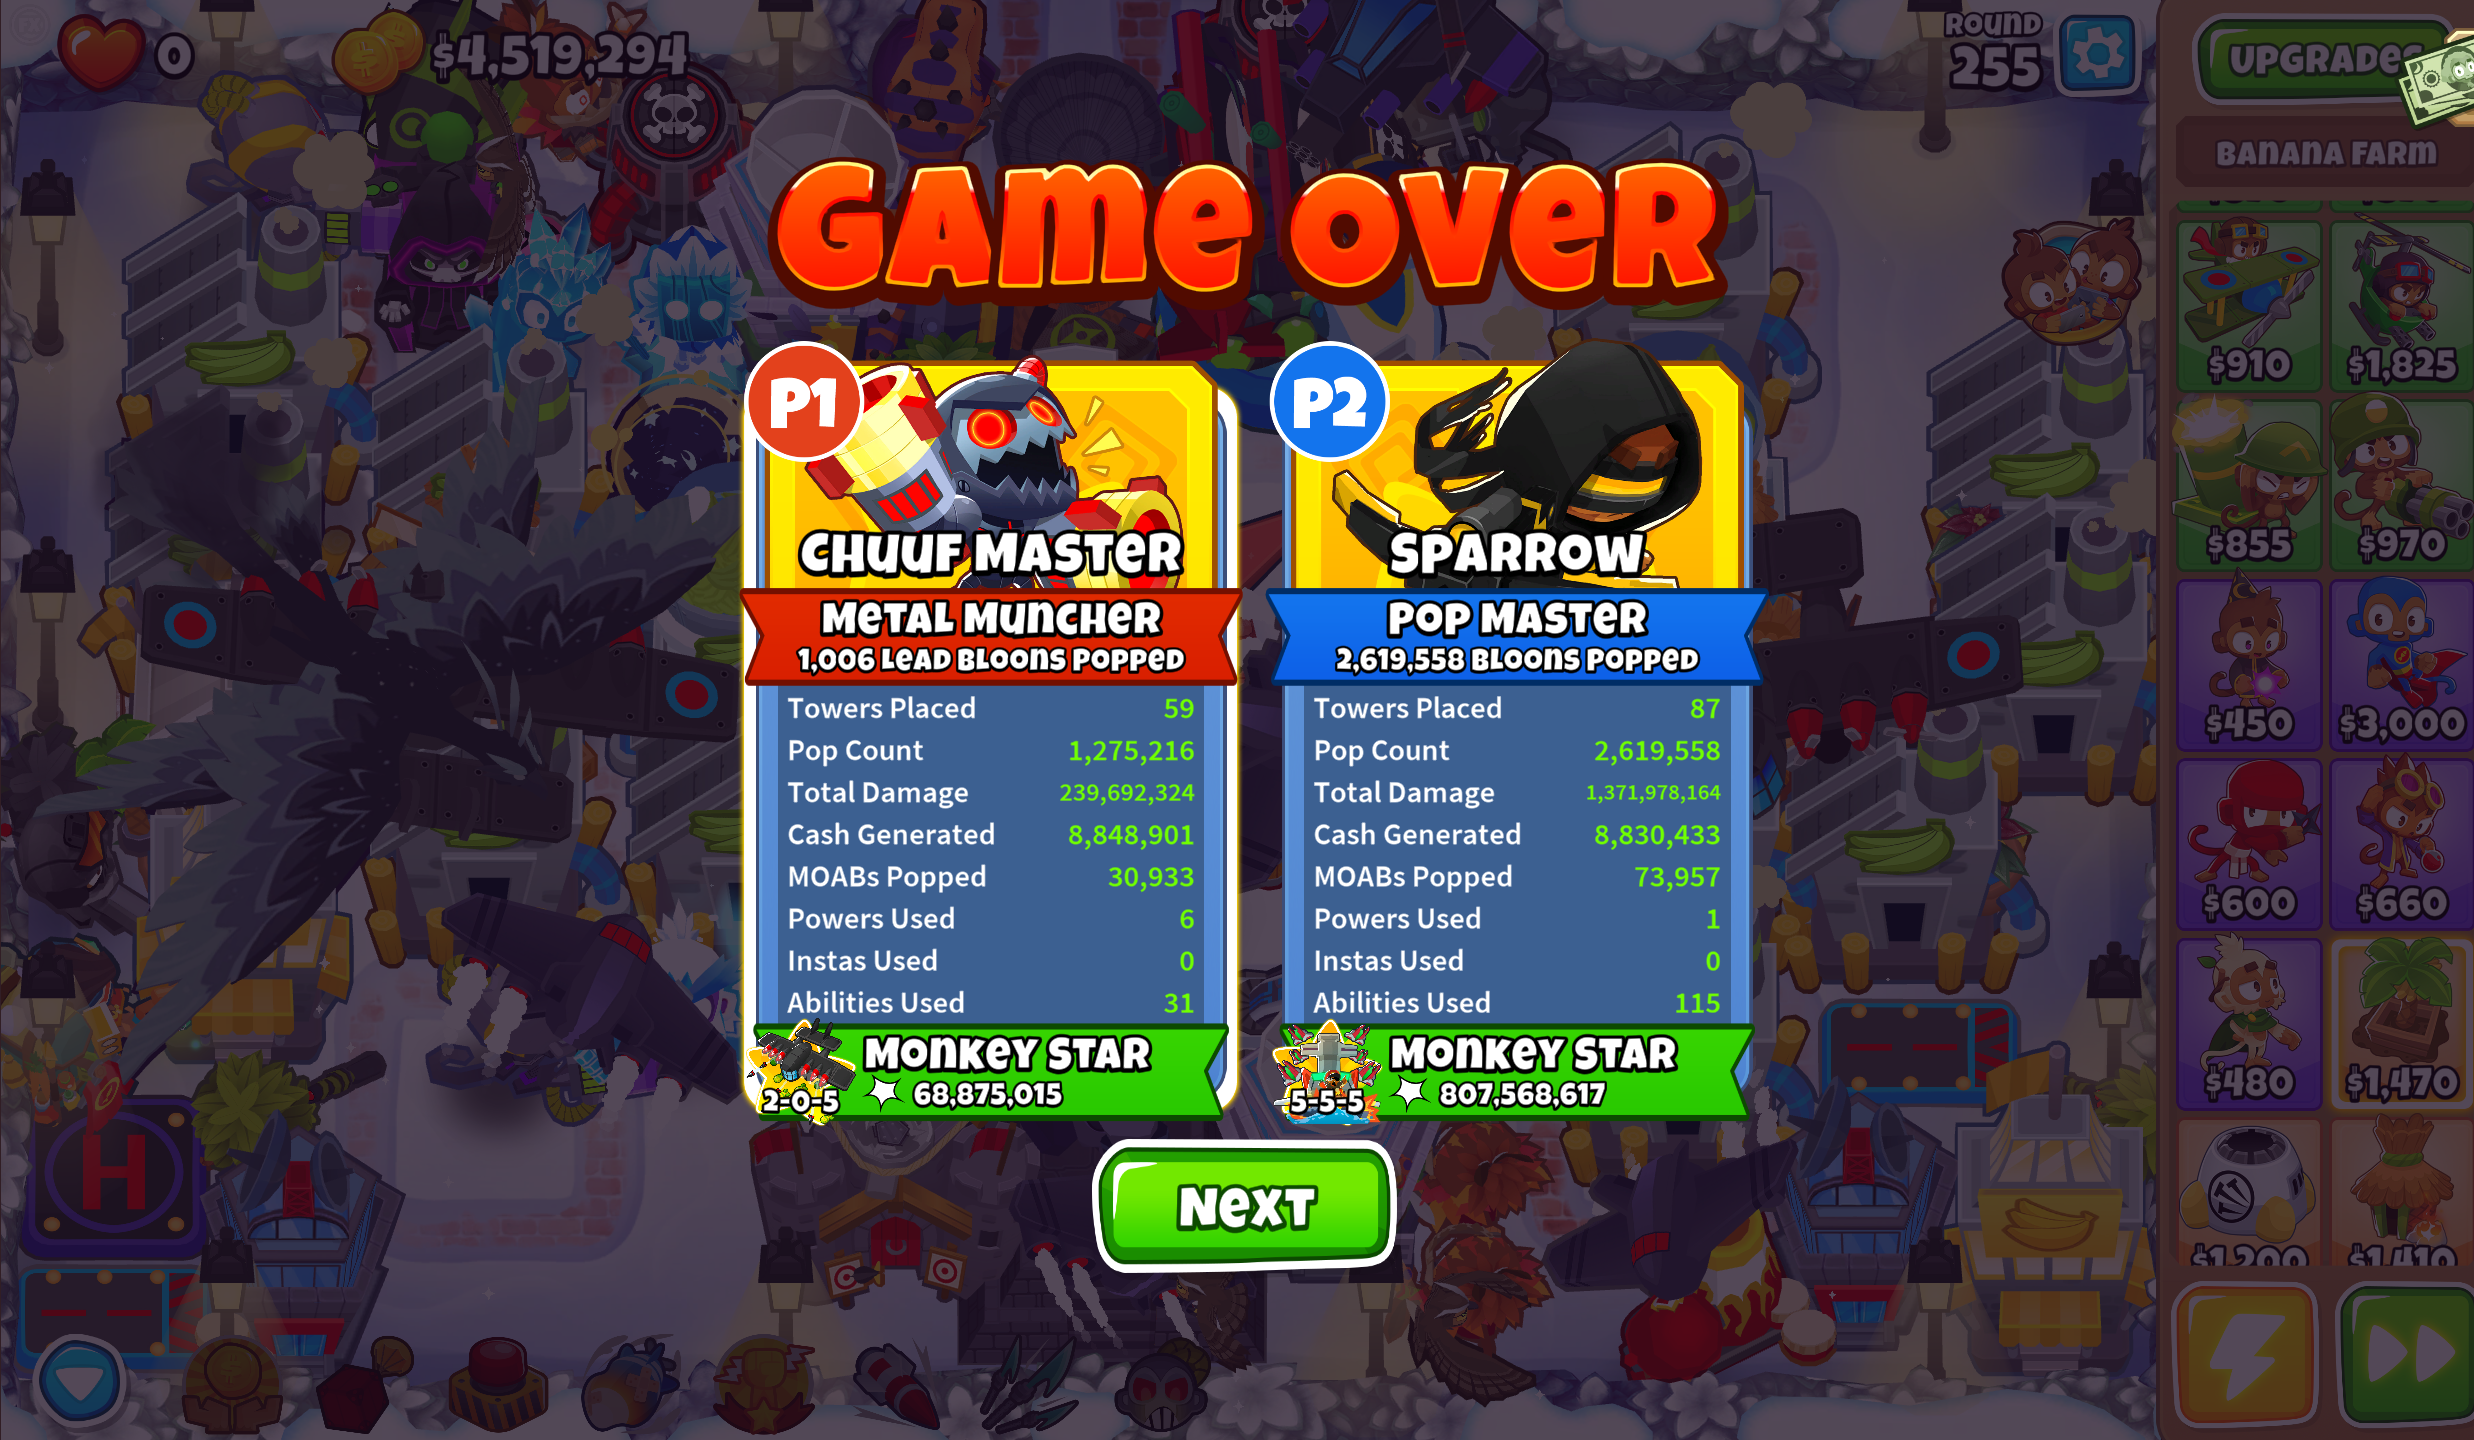 0
$4,519,294
ROUND
255
UPGRADES
BANANA FARM
GAME OVER
P1
CHUUF MASTER
METAL MUNCHER
1,006 LEAD BLOONS POPPED
Towers Placed 59
Pop Count 1,275,216
Total Damage 239,692,324
Cash Generated 8,848,901
MOABs Popped 30,933
Powers Used 6
Instas Used 0
Abilities Used 31
2-0-5
MONKEY STAR
68,875,015
P2
SPARROW
POP MASTER
2,619,558 BLOONS POPPED
Towers Placed 87
Pop Count 2,619,558
Total Damage 1,371,978,164
Cash Generated 8,830,433
MOABs Popped 73,957
Powers Used 1
Instas Used 0
Abilities Used 115
5-5-5
MONKEY STAR
807,568,617
NEXT
$910
$1,825
$855
$970
$450
$3,000
$600
$660
$480
$1,470
$1,200
$1,410
H